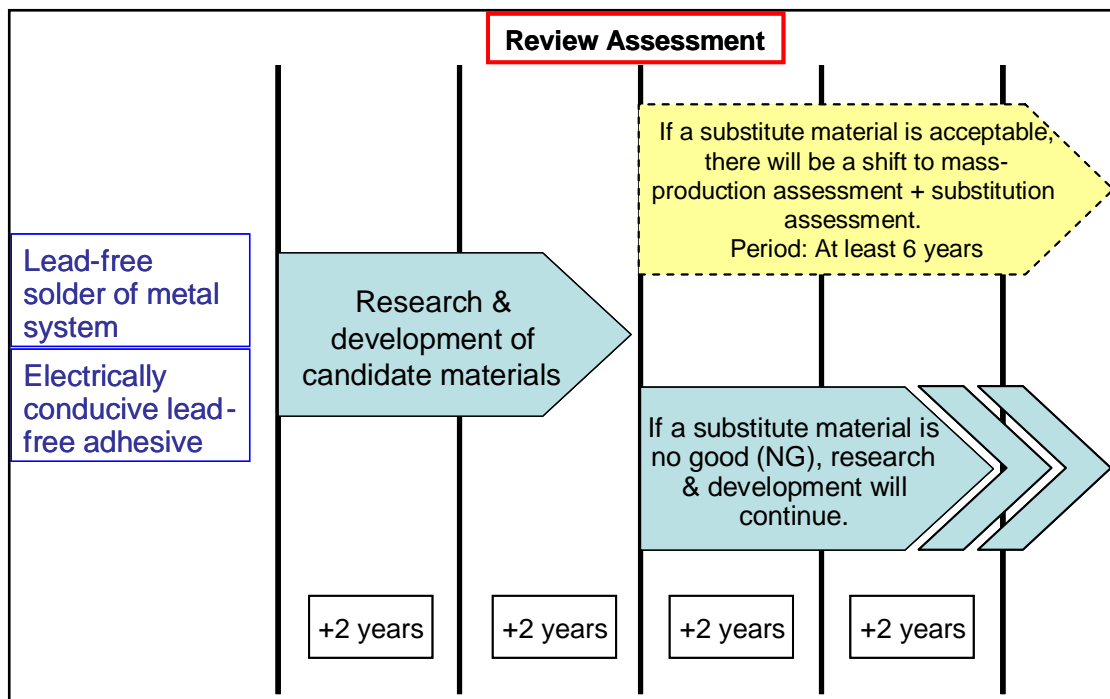 Review Assessment
If a substitute material is acceptable,
there will be a shift to mass-
production assessment + substitution
assessment.
Period: At least 6 years
Lead-free
solder of metal
system
Electrically
conducive lead-
free adhesive
Research &
development of
candidate materials
If a substitute material is
no good (NG), research
& development will
continue.
+2 years
+2 years
+2 years
+2 years